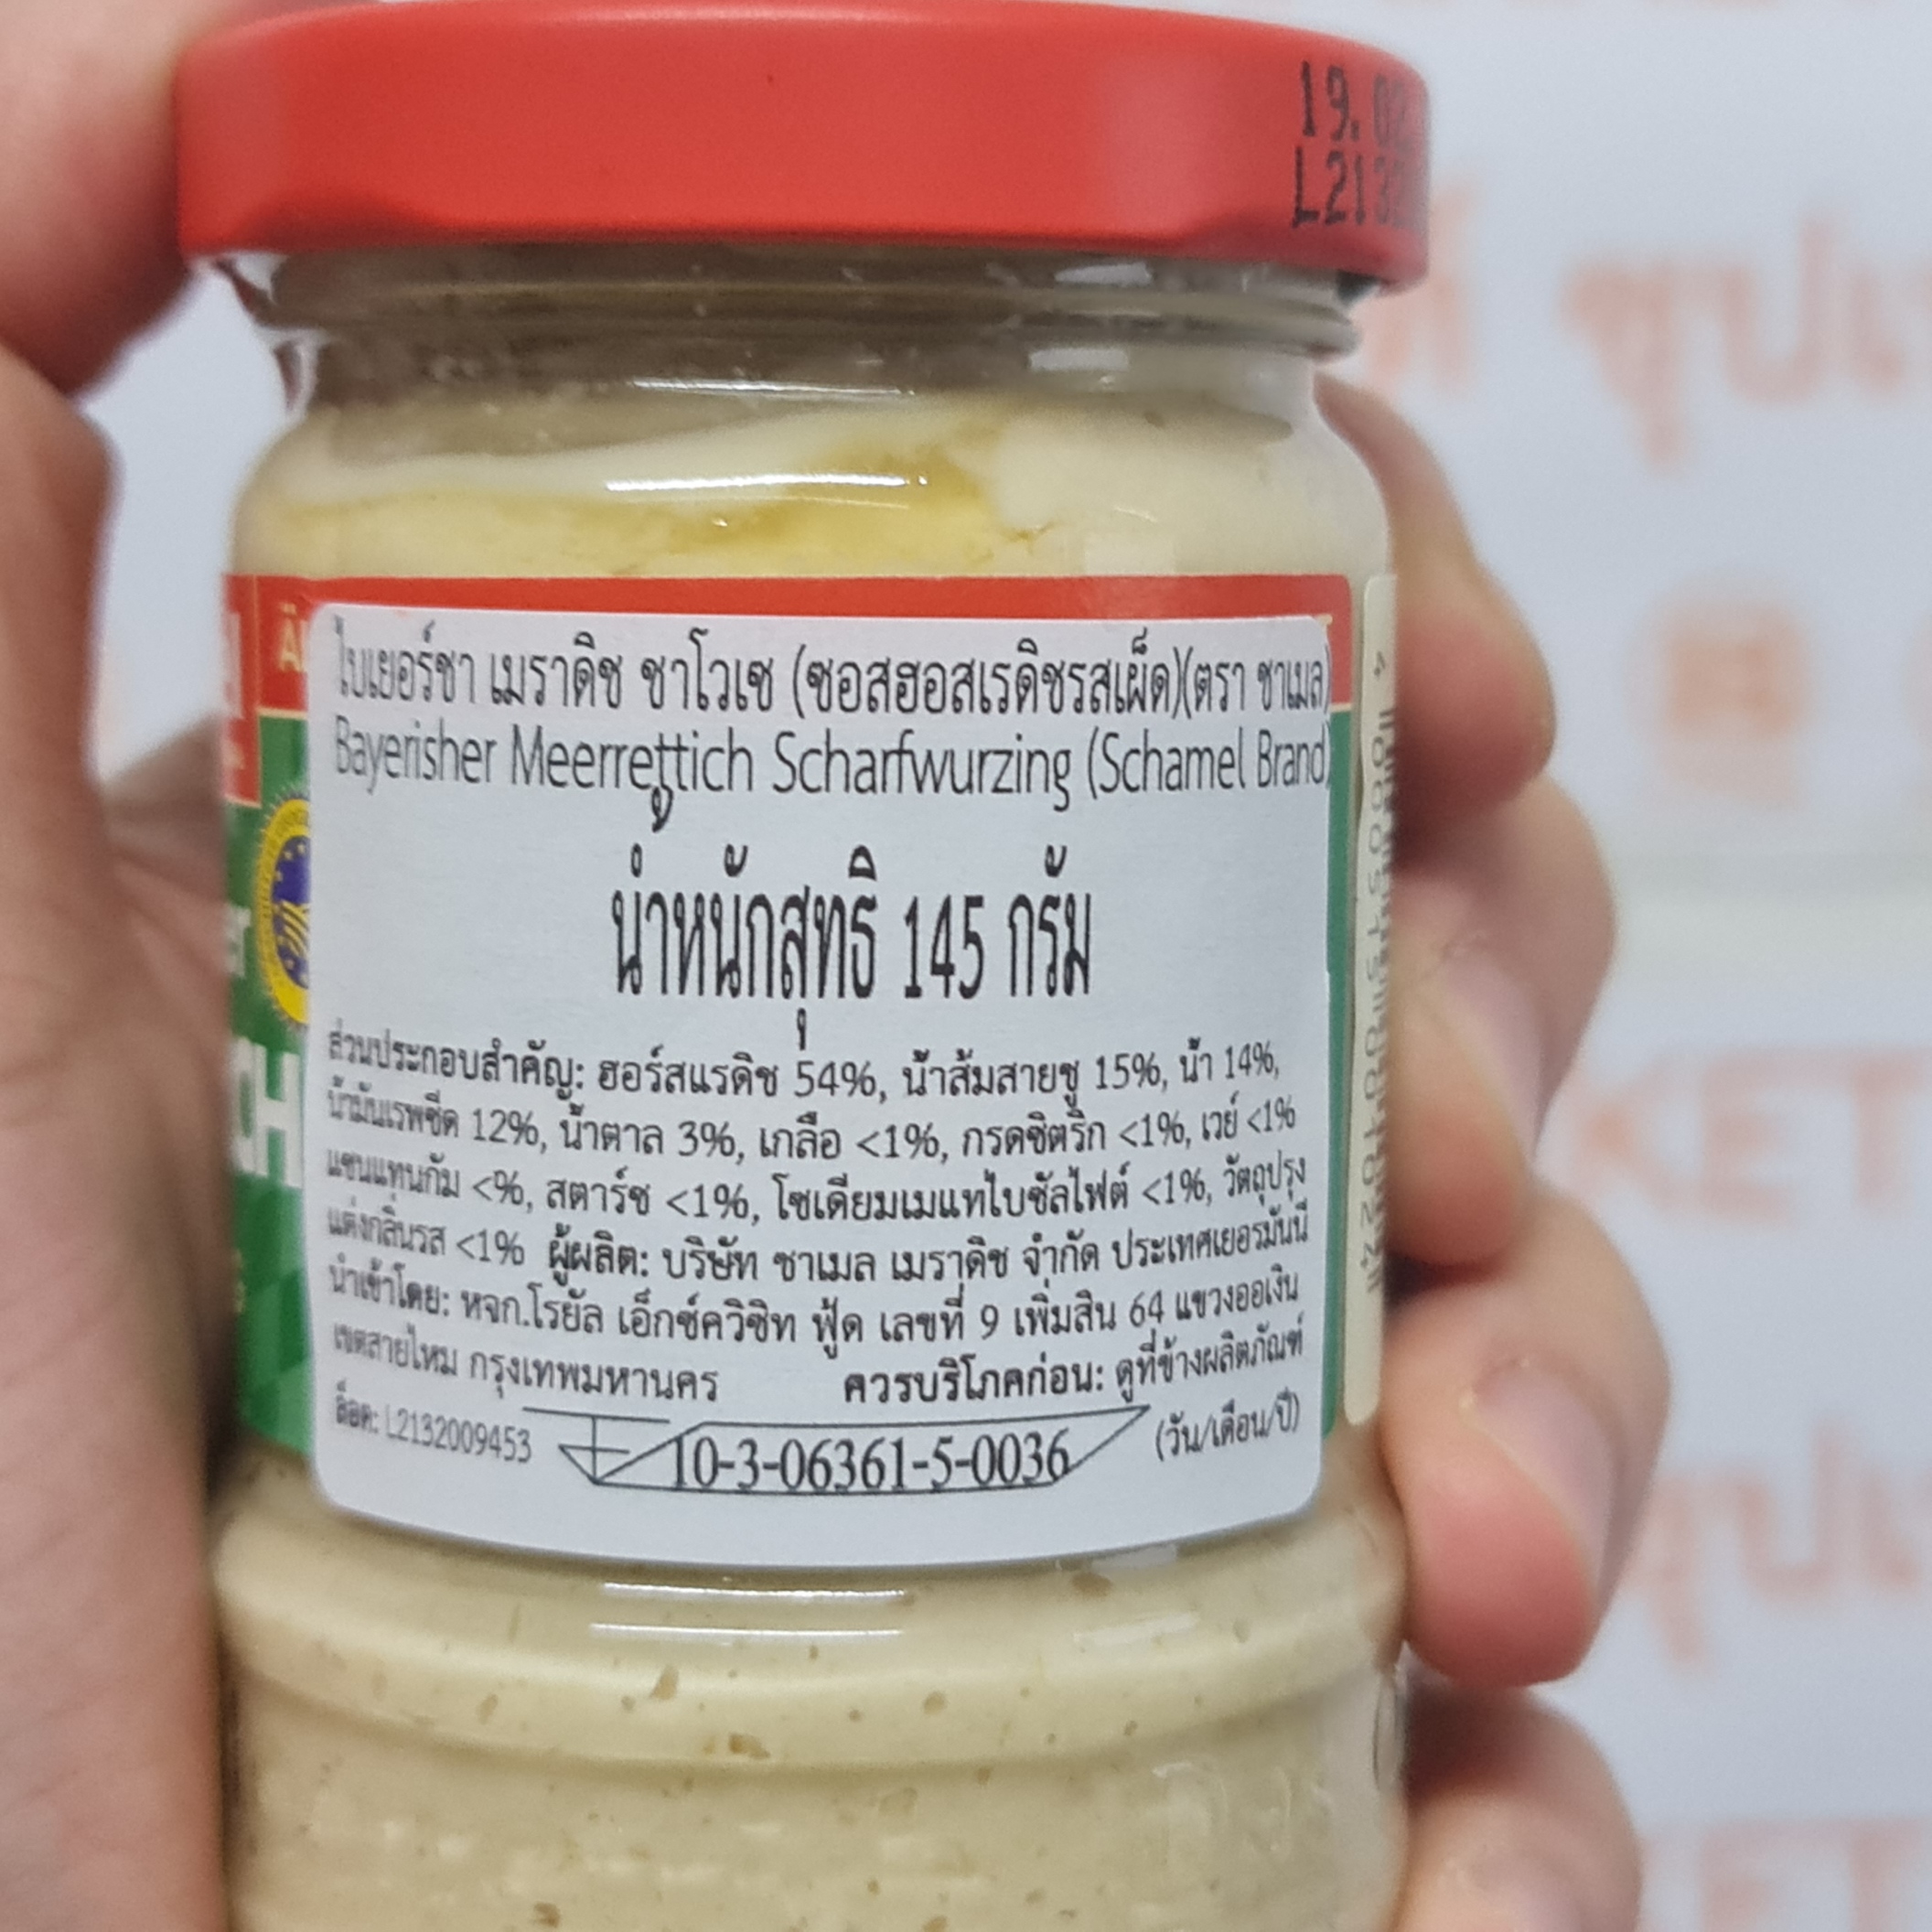 19.02
L2132
ไบเยอร์ชา เมราดิช ชาโวเซ (ซอสฮอสเรดิชรสเผ็ด)(ตรา ชาเมล)
Bayerisher Meerrettich Scharfwurzing (Schamel Brand)
น้ำหนักสุทธิ 145 กรัม
ส่วนประกอบสำคัญ: ฮอร์สแรดิช 54%, น้ำส้มสายชู 15%, น้ำ 14%,
น้ำมันเรพซีด 12%, น้ำตาล 3%, เกลือ <1%, กรดซิตริก <1%, เวย์ <1%
แซนแทนกัม <%, สตาร์ช <1%, โซเดียมเมแทไบซัลไฟต์ <1%, วัตถุปรุง
แต่งกลิ่นรส <1% ผู้ผลิต: บริษัท ชาเมล เมราดิช จำกัด ประเทศเยอรมันนี
นำเข้าโดย: หจก.โรยัล เอ็กซ์ควิซิท ฟู้ด เลขที่ 9 เพิ่มสิน 64 แขวงออเงิน
เขตสายไหม กรุงเทพมหานคร ควรบริโภคก่อน: ดูที่ข้างผลิตภัณฑ์
ล็อต: L2132009453 10-3-06361-5-0036 (วัน/เดือน/ปี)
CH
KET
KET